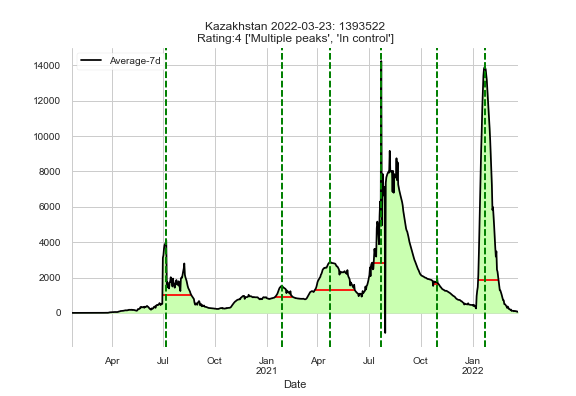 Kazakhstan 2022-03-23: 1393522
Rating:4 ['Multiple peaks', 'In control']
Average-7d
14000
12000
10000
8000
6000
4000
2000
0
Apr Jul Oct Jan Apr Jul Oct Jan
2021 2022
Date